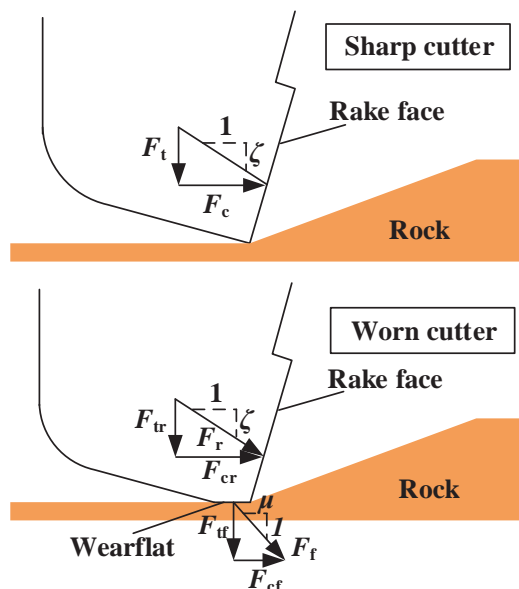 Sharp cutter
Rake face
1
ζ
F_t
F_c
Rock
Worn cutter
Rake face
1
ζ
F_tr
F_r
F_cr
Rock
μ
1
F_tf
F_f
Wearflat
F_cf